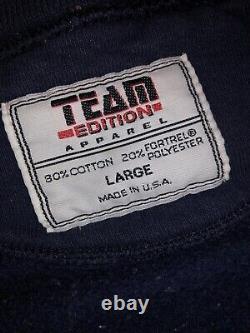 TEAM
EDITION
APPAREL
80% COTTON 20% FORTREL® POLYESTER
LARGE
MADE IN U.S.A.